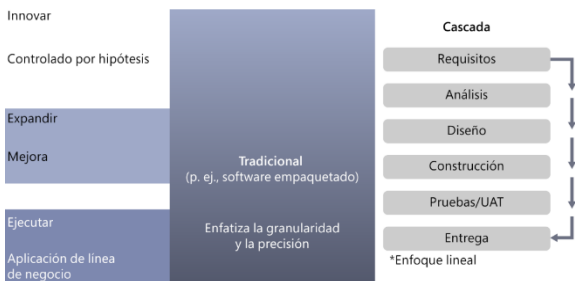 Innovar
Controlado por hipótesis
Expandir
Mejora
Ejecutar
Aplicación de línea
de negocio
Tradicional
(p. ej., software empaquetado)
Enfatiza la granularidad
y la precisión
Cascada
Requisitos
Análisis
Diseño
Construcción
Pruebas/UAT
Entrega
*Enfoque lineal